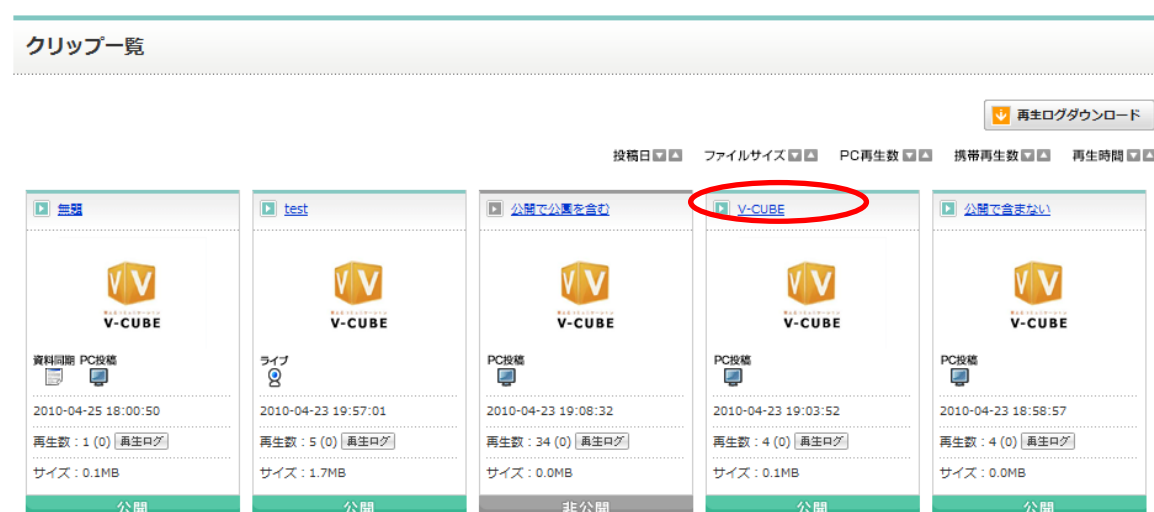 クリップ一覧
再生ログダウンロード
投稿日 ファイルサイズ PC再生数 携帯再生数 再生時間
無題
V-CUBE
資料同期 PC投稿
2010-04-25 18:00:50
再生数：1 (0) 再生ログ
サイズ：0.1MB
公開
test
V-CUBE
ライブ
2010-04-23 19:57:01
再生数：5 (0) 再生ログ
サイズ：1.7MB
公開
公開で公園を含む
V-CUBE
PC投稿
2010-04-23 19:08:32
再生数：34 (0) 再生ログ
サイズ：0.0MB
非公開
V-CUBE
V-CUBE
PC投稿
2010-04-23 19:03:52
再生数：4 (0) 再生ログ
サイズ：0.1MB
公開
公開で含まない
V-CUBE
PC投稿
2010-04-23 18:58:57
再生数：4 (0) 再生ログ
サイズ：0.0MB
公開